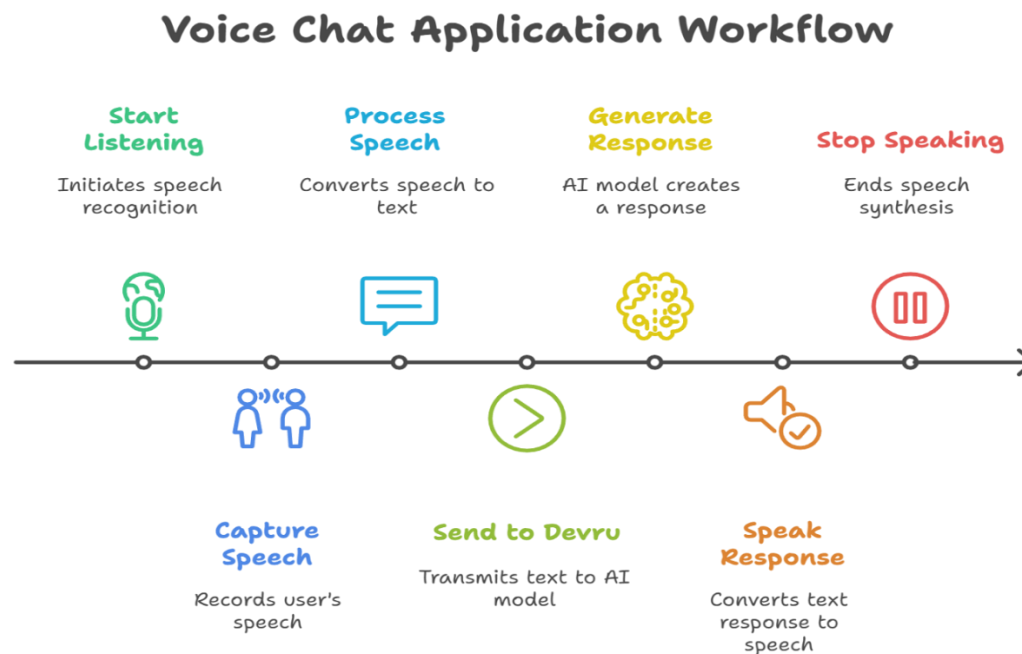 Voice Chat Application Workflow
Start
Listening
Initiates speech
recognition
Capture
Speech
Records user's
speech
Process
Speech
Converts speech to
text
Send to Devru
Transmits text to AI
model
Generate
Response
AI model creates
a response
Speak
Response
Converts text
response to
speech
Stop Speaking
Ends speech
synthesis